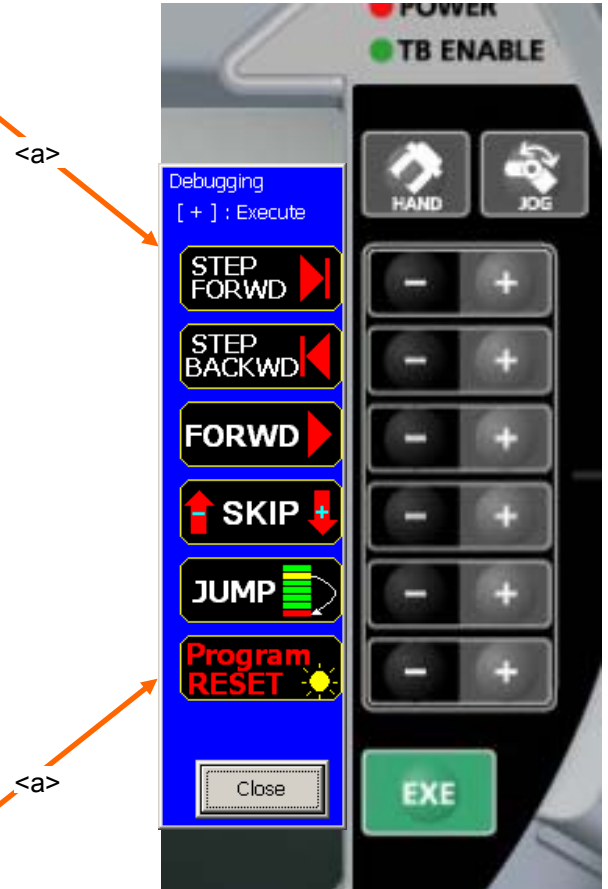 POWER
TB ENABLE
<a>
HAND
JOG
Debugging
[ + ] : Execute
STEP
FORWD
- +
STEP
BACKWD
- +
FORWD
- +
- SKIP +
- +
JUMP
- +
Program
RESET
- +
<a>
Close
EXE